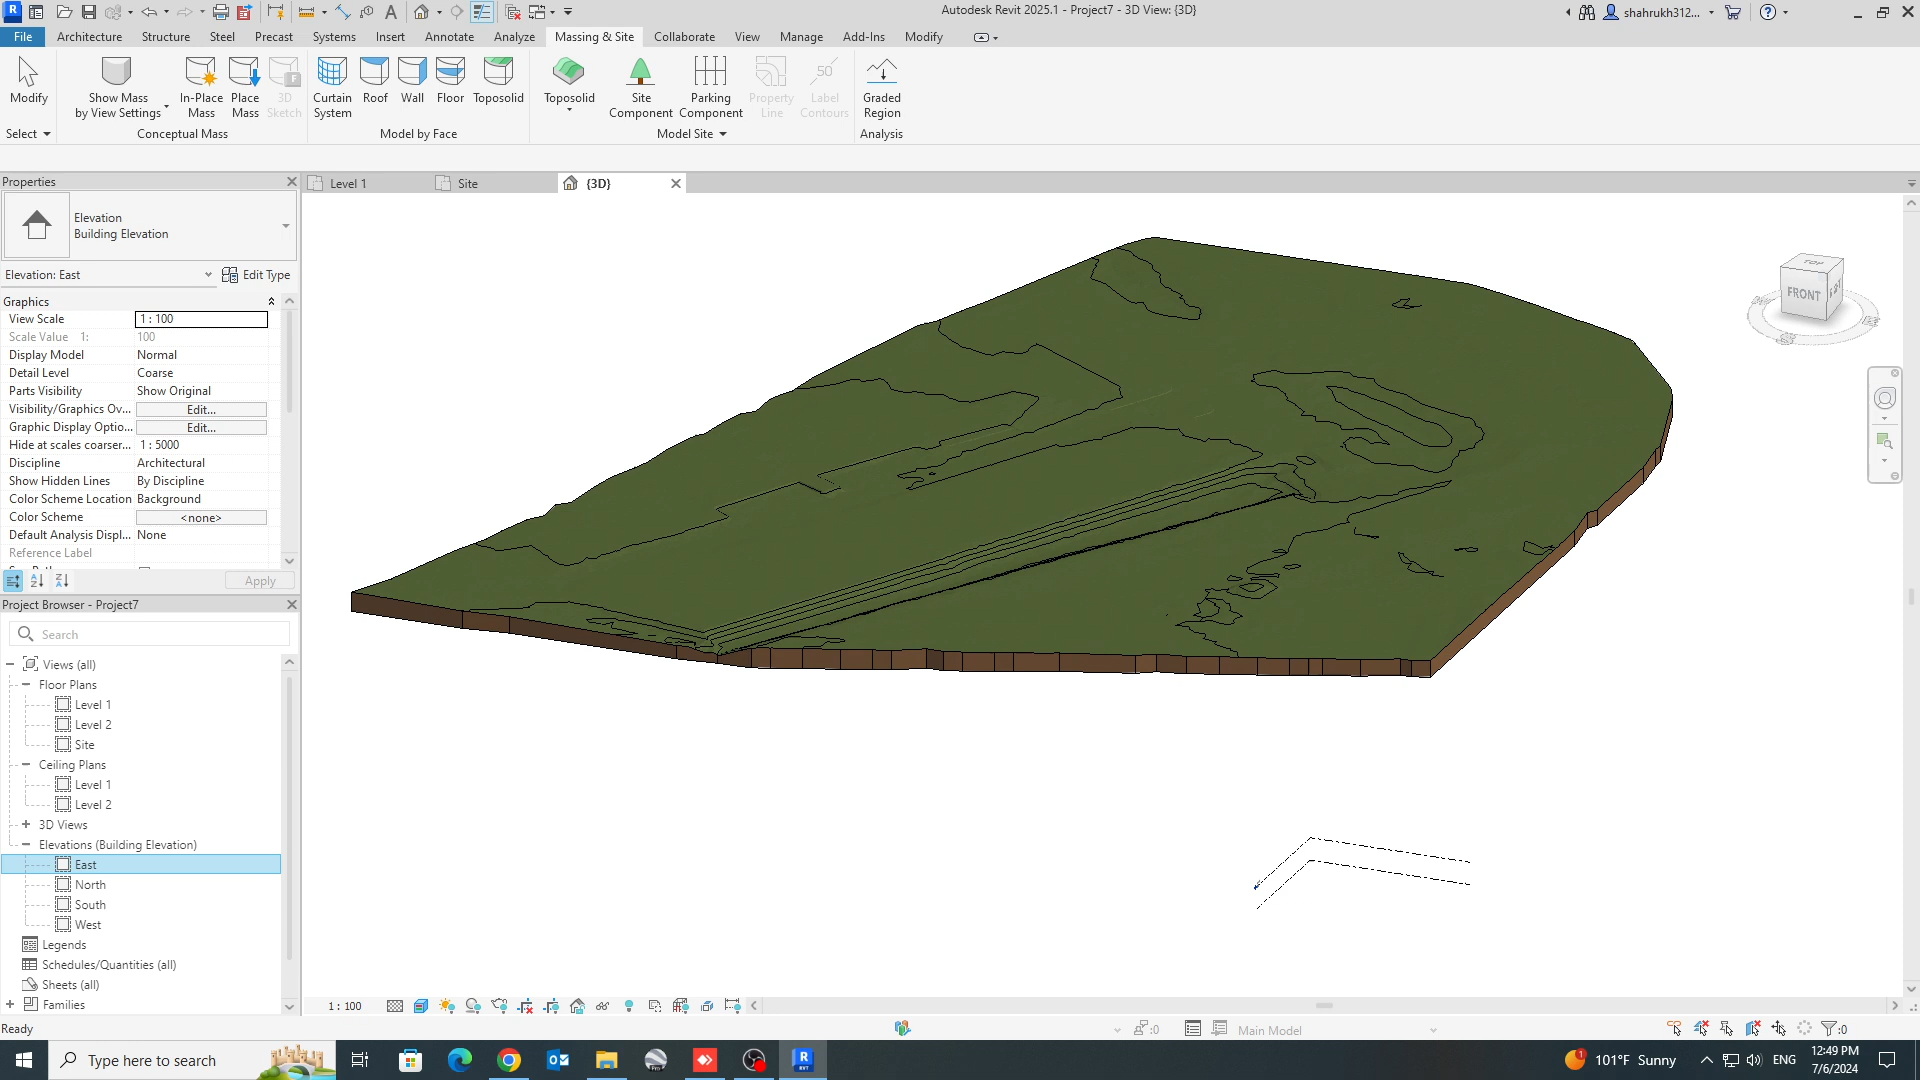 Autodesk Revit 2025.1 - Project7 - 3D View: {3D}
shahrukh312...
File Architecture Structure Steel Precast Systems Insert Annotate Analyze Massing & Site Collaborate View Manage Add-Ins Modify
Modify
Show Mass
by View Settings
In-Place
Mass
Place
Mass
3D
Sketch
Curtain
System
Roof
Wall
Floor
Toposolid
Toposolid
Site
Component
Parking
Component
Property
Line
50
Label
Contours
Graded
Region
Select
Conceptual Mass
Model by Face
Model Site
Analysis
Properties
Level 1
Site
{3D}
Elevation
Building Elevation
Elevation: East
Edit Type
Graphics
View Scale 1 : 100
Scale Value 1: 100
Display Model Normal
Detail Level Coarse
Parts Visibility Show Original
Visibility/Graphics Ov... Edit...
Graphic Display Optio... Edit...
Hide at scales coarser... 1 : 5000
Discipline Architectural
Show Hidden Lines By Discipline
Color Scheme Location Background
Color Scheme <none>
Default Analysis Displ... None
Reference Label
Apply
Project Browser - Project7
Search
Views (all)
Floor Plans
Level 1
Level 2
Site
Ceiling Plans
Level 1
Level 2
3D Views
Elevations (Building Elevation)
East
North
South
West
Legends
Schedules/Quantities (all)
Sheets (all)
Families
TOP
FRONT
1 : 100
Ready
:0
Main Model
:0
Type here to search
101°F Sunny
ENG
12:49 PM
7/6/2024